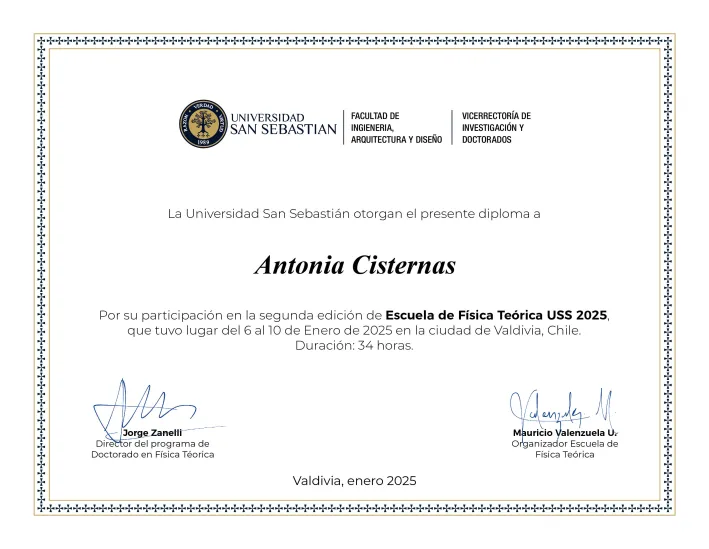 RAZON • VERDAD • VIRTUD
1989
UNIVERSIDAD
SAN SEBASTIAN
FACULTAD DE
INGIENERIA,
ARQUITECTURA Y DISEÑO
VICERRECTORÍA DE
INVESTIGACIÓN Y
DOCTORADOS
La Universidad San Sebastián otorgan el presente diploma a
Antonia Cisternas
Por su participación en la segunda edición de Escuela de Física Teórica USS 2025,
que tuvo lugar del 6 al 10 de Enero de 2025 en la ciudad de Valdivia, Chile.
Duración: 34 horas.
Valenzuela M.
Jorge Zanelli
Director del programa de
Doctorado en Física Téorica
Mauricio Valenzuela U.
Organizador Escuela de
Física Teórica
Valdivia, enero 2025